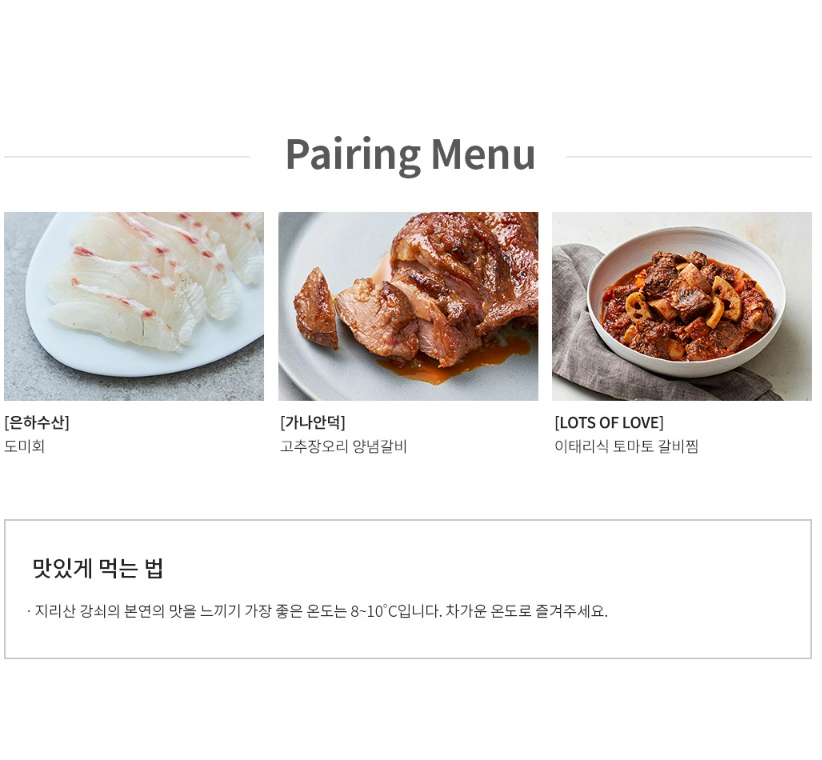 Pairing Menu
[은하수산]
도미회
[가나안덕]
고추장오리 양념갈비
[LOTS OF LOVE]
이태리식 토마토 갈비찜
맛있게 먹는 법
· 지리산 강쇠의 본연의 맛을 느끼기 가장 좋은 온도는 8~10˚C입니다. 차가운 온도로 즐겨주세요.